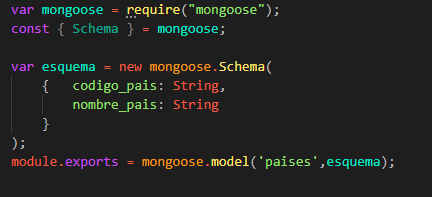 var mongoose = require("mongoose");
const { Schema } = mongoose;
var esquema = new mongoose.Schema(
{   codigo_pais: String,
nombre_pais: String
}
);
module.exports = mongoose.model('paises',esquema);